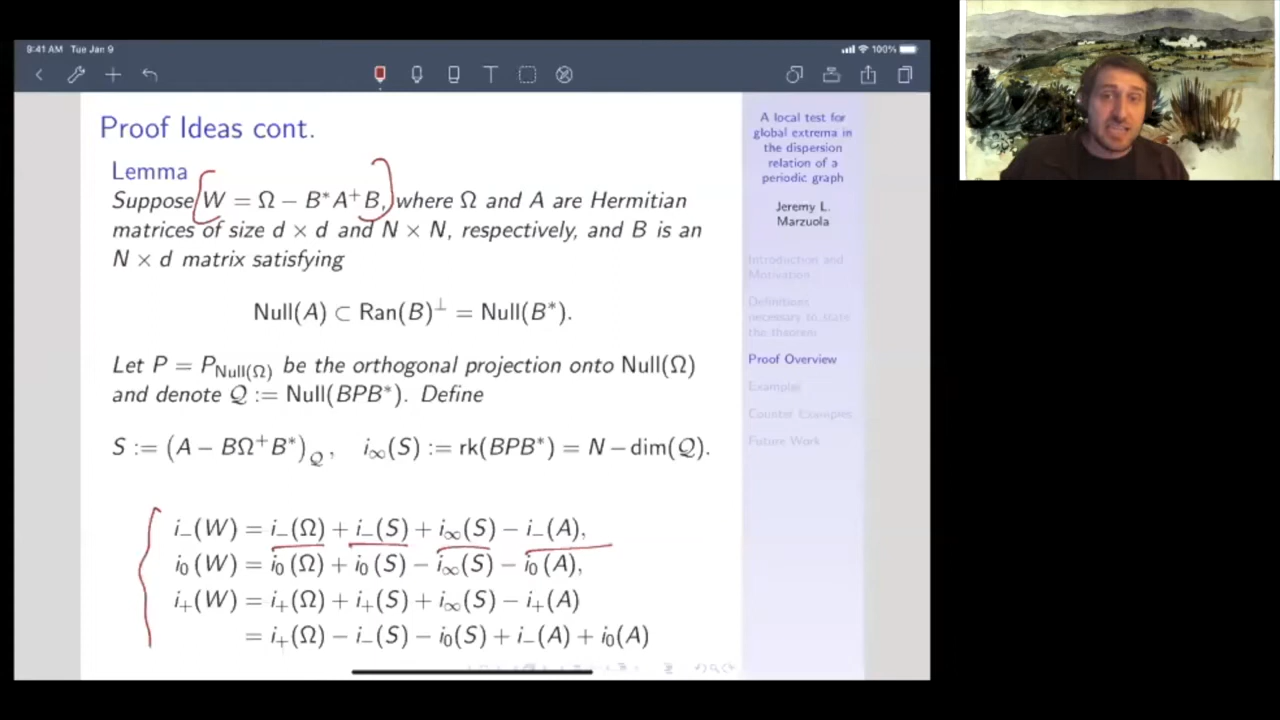 9:41 AM Tue Jan 9
100%
Proof Ideas cont.
Lemma
Suppose W = Ω − B*A⁺B, where Ω and A are Hermitian
matrices of size d × d and N × N, respectively, and B is an
N × d matrix satisfying
Null(A) ⊂ Ran(B)^⊥ = Null(B*).
Let P = P_Null(Ω) be the orthogonal projection onto Null(Ω)
and denote Q := Null(BPB*). Define
S := (A − BΩ⁺B*)_Q, i∞(S) := rk(BPB*) = N − dim(Q).
i₋(W) = i₋(Ω) + i₋(S) + i∞(S) − i₋(A),
i₀(W) = i₀(Ω) + i₀(S) − i∞(S) − i₀(A),
i₊(W) = i₊(Ω) + i₊(S) + i∞(S) − i₊(A)
= i₊(Ω) − i₋(S) − i₀(S) + i₋(A) + i₀(A)
A local test for
global extrema in
the dispersion
relation of a
periodic graph
Jeremy L.
Marzuola
Introduction and
Motivation
Definitions
necessary to state
the theorem
Proof Overview
Examples
Counter Examples
Future Work